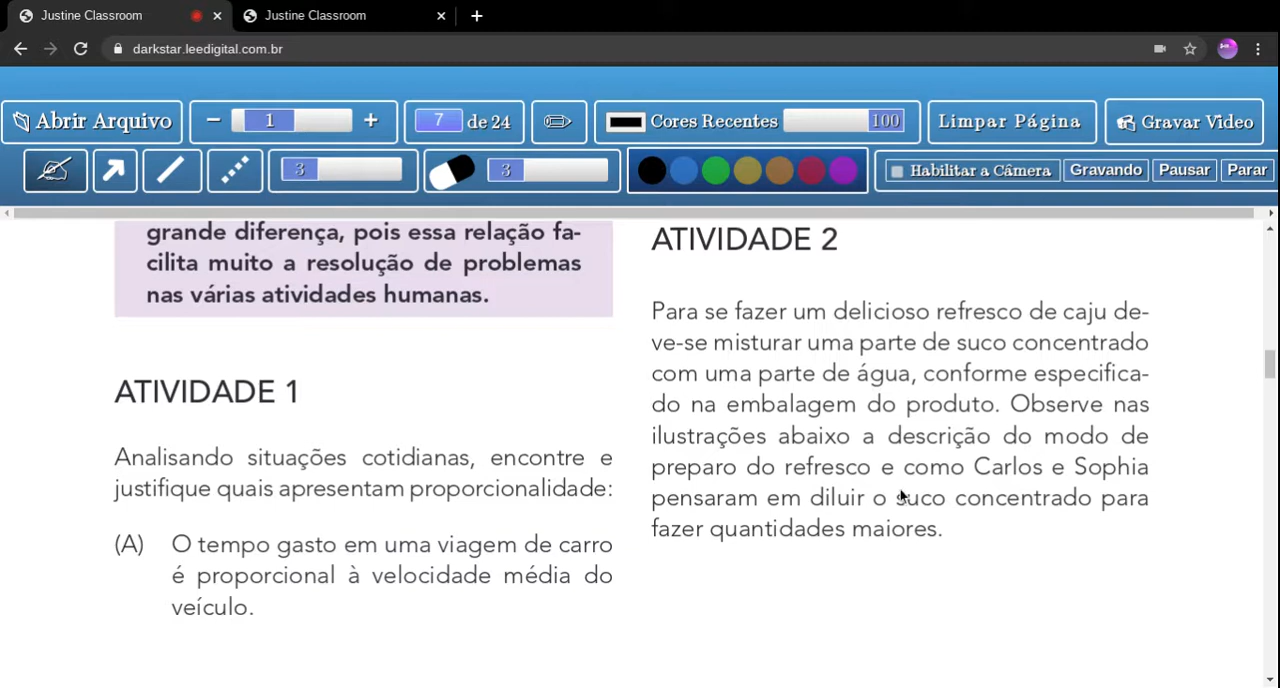 Justine Classroom
Justine Classroom
darkstar.leedigital.com.br
Abrir Arquivo
1
7 de 24
Cores Recentes
100
Limpar Página
Gravar Video
3
3
Habilitar a Câmera
Gravando
Pausar
Parar
grande diferença, pois essa relação fa-
cilita muito a resolução de problemas
nas várias atividades humanas.
ATIVIDADE 1
Analisando situações cotidianas, encontre e
justifique quais apresentam proporcionalidade:
(A) O tempo gasto em uma viagem de carro
é proporcional à velocidade média do
veículo.
ATIVIDADE 2
Para se fazer um delicioso refresco de caju de-
ve-se misturar uma parte de suco concentrado
com uma parte de água, conforme especifica-
do na embalagem do produto. Observe nas
ilustrações abaixo a descrição do modo de
preparo do refresco e como Carlos e Sophia
pensaram em diluir o suco concentrado para
fazer quantidades maiores.